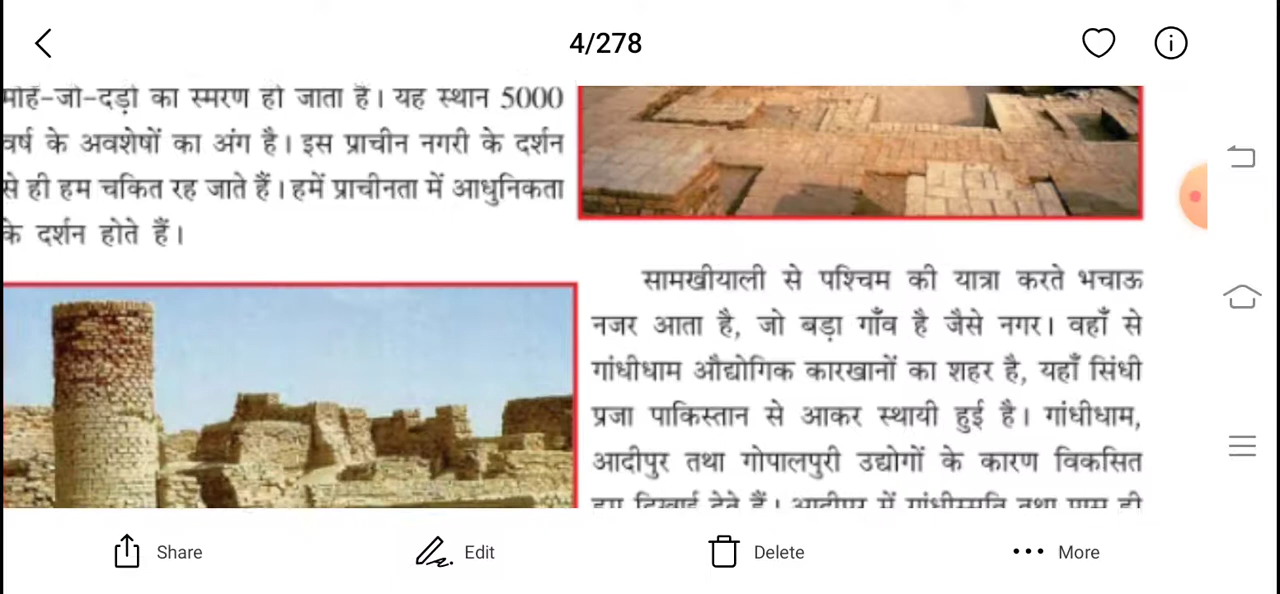 4/278
मोहें-जो-दड़ो का स्मरण हो जाता है। यह स्थान 5000
वर्ष के अवशेषों का अंग है। इस प्राचीन नगरी के दर्शन
से ही हम चकित रह जाते हैं। हमें प्राचीनता में आधुनिकता
के दर्शन होते हैं।
सामखीयाली से पश्चिम की यात्रा करते भचाऊ
नजर आता है, जो बड़ा गाँव है जैसे नगर। वहाँ से
गांधीधाम औद्योगिक कारखानों का शहर है, यहाँ सिंधी
प्रजा पाकिस्तान से आकर स्थायी हुई है। गांधीधाम,
आदीपुर तथा गोपालपुरी उद्योगों के कारण विकसित
हुए दिखाई देते हैं। आदीपुर में गांधीस्मृति तथा पास ही
Share Edit Delete More